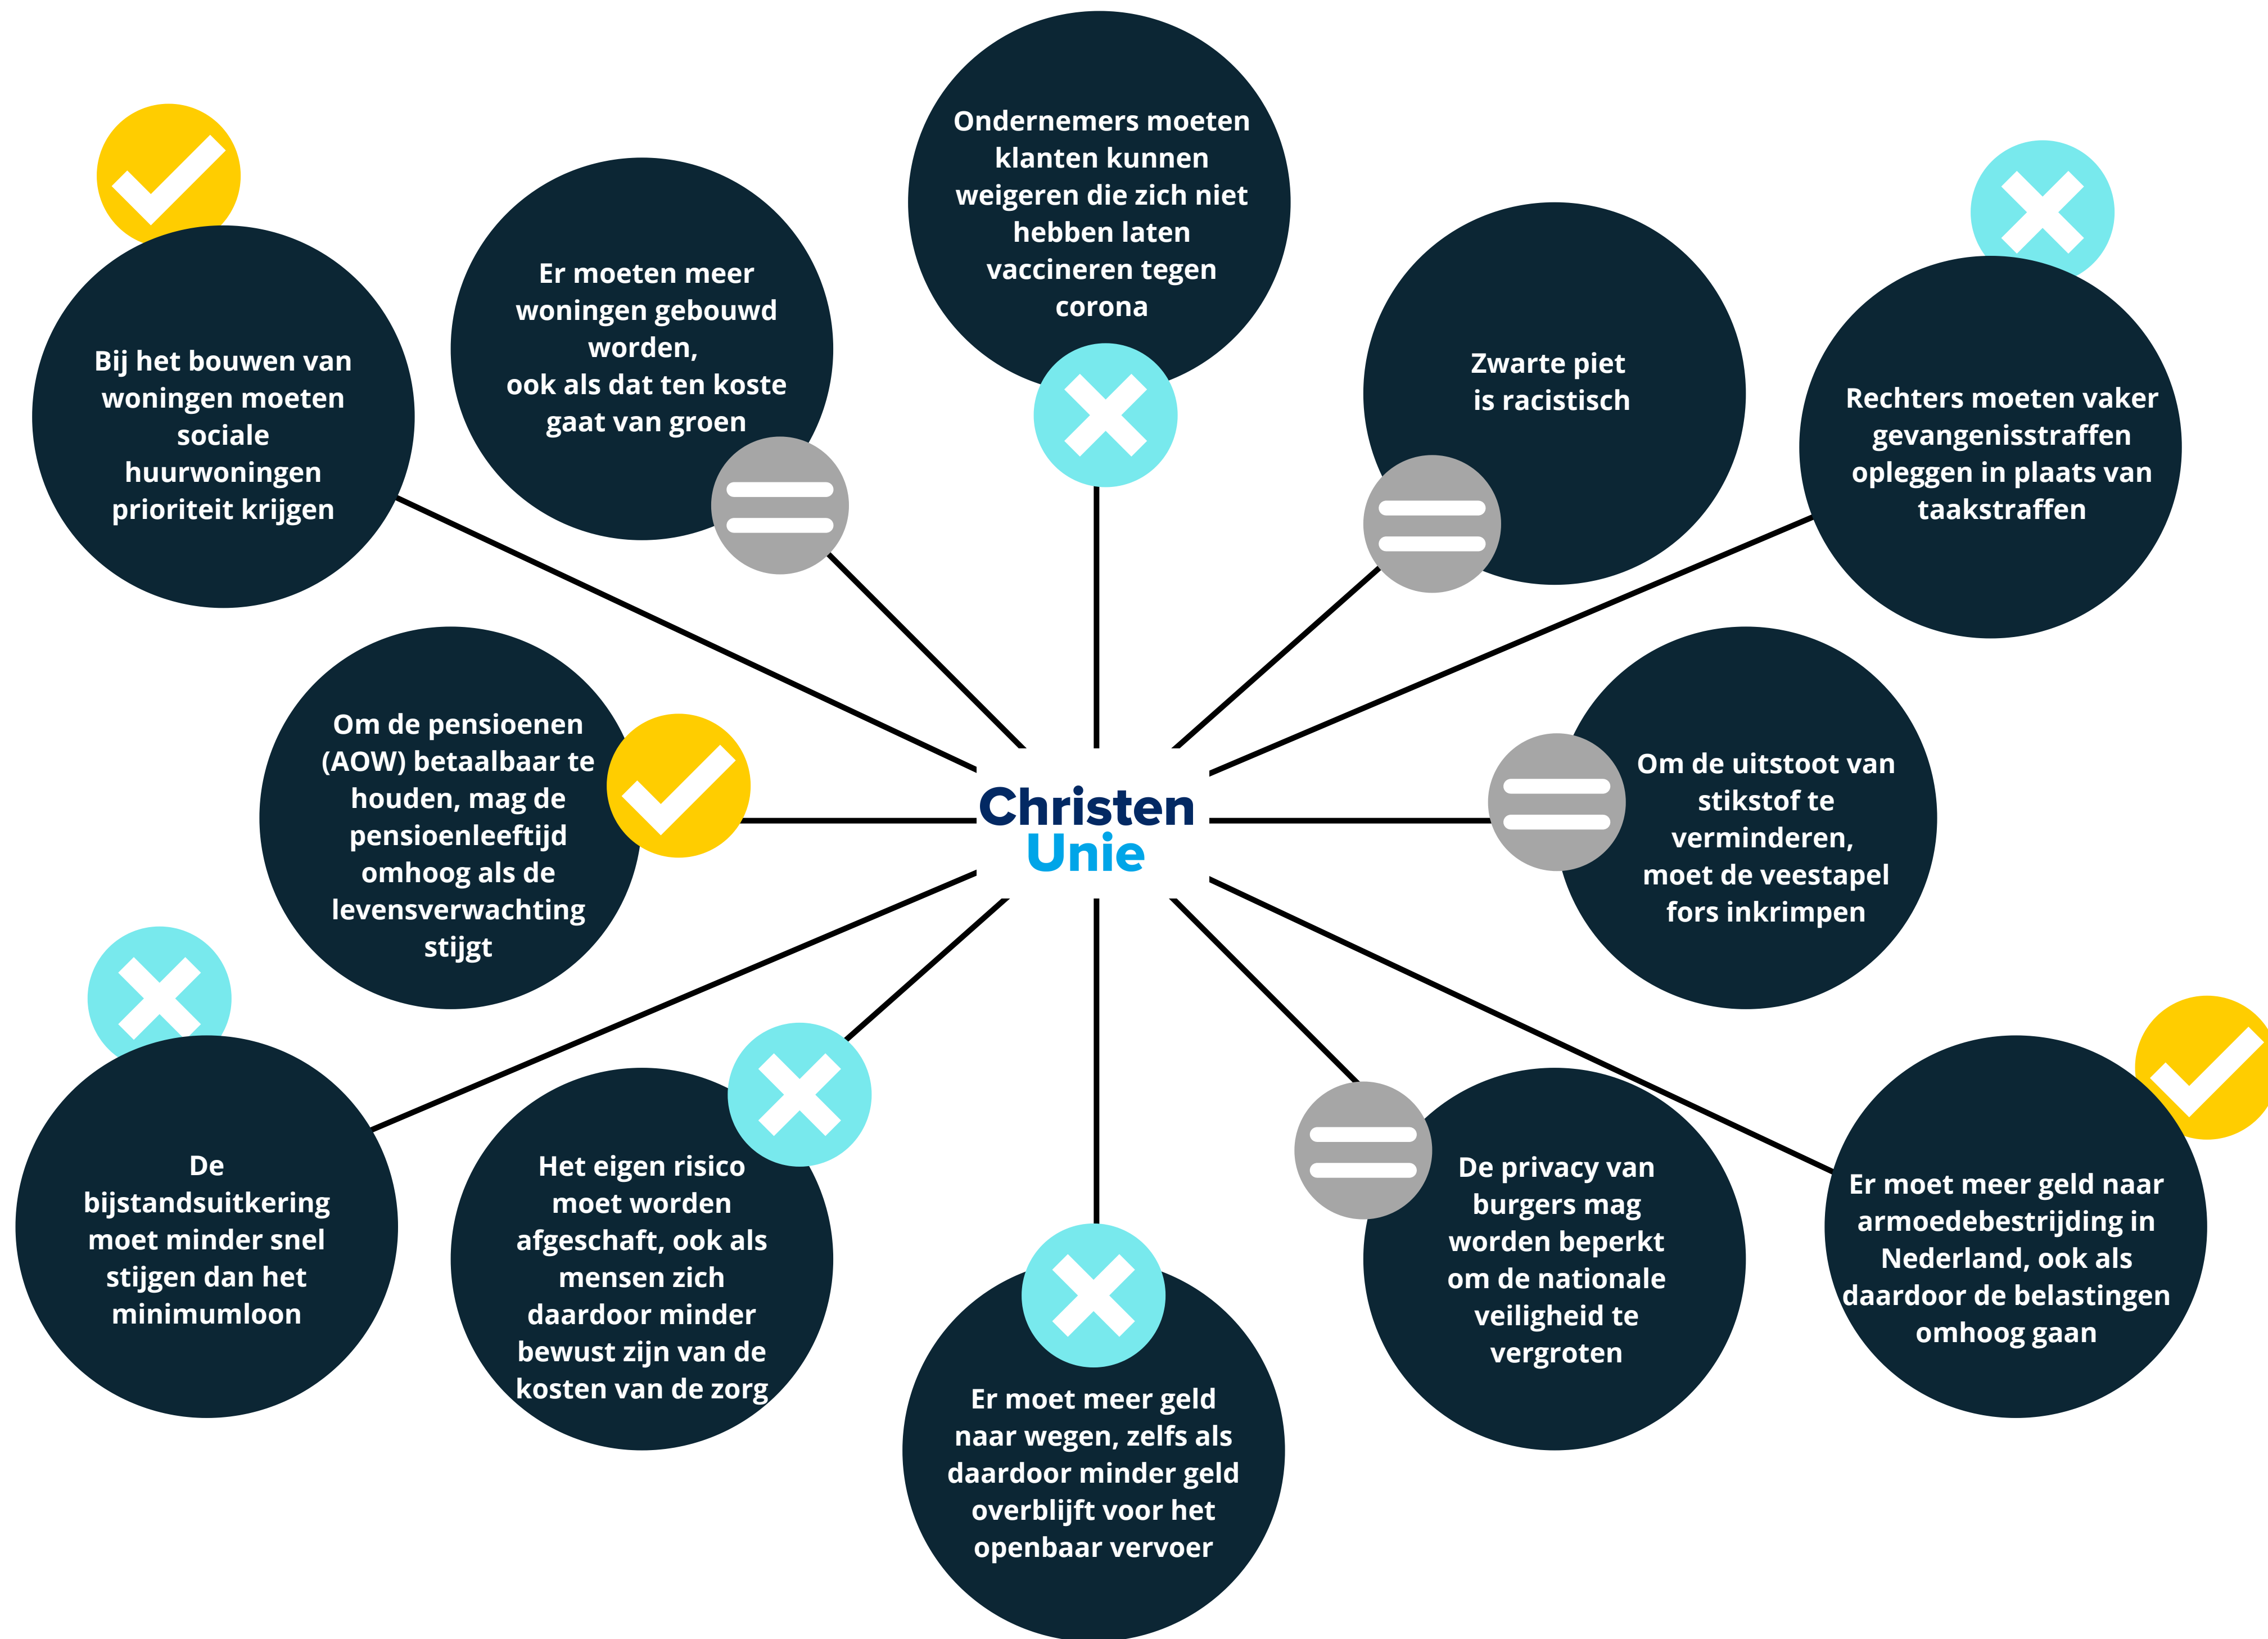 Ondernemers moeten
klanten kunnen
weigeren die zich niet
hebben laten
vaccineren tegen
corona
Er moeten meer
woningen gebouwd
worden,
ook als dat ten koste
gaat van groen
Zwarte piet
is racistisch
Bij het bouwen van
woningen moeten
sociale
huurwoningen
prioriteit krijgen
Rechters moeten vaker
gevangenisstraffen
opleggen in plaats van
taakstraffen
Om de pensioenen
(AOW) betaalbaar te
houden, mag de
pensioenleeftijd
omhoog als de
levensverwachting
stijgt
Christen
Unie
Om de uitstoot van
stikstof te
verminderen,
moet de veestapel
fors inkrimpen
De
bijstandsuitkering
moet minder snel
stijgen dan het
minimumloon
Het eigen risico
moet worden
afgeschaft, ook als
mensen zich
daardoor minder
bewust zijn van de
kosten van de zorg
Er moet meer geld
naar wegen, zelfs als
daardoor minder geld
overblijft voor het
openbaar vervoer
De privacy van
burgers mag
worden beperkt
om de nationale
veiligheid te
vergroten
Er moet meer geld naar
armoedebestrijding in
Nederland, ook als
daardoor de belastingen
omhoog gaan